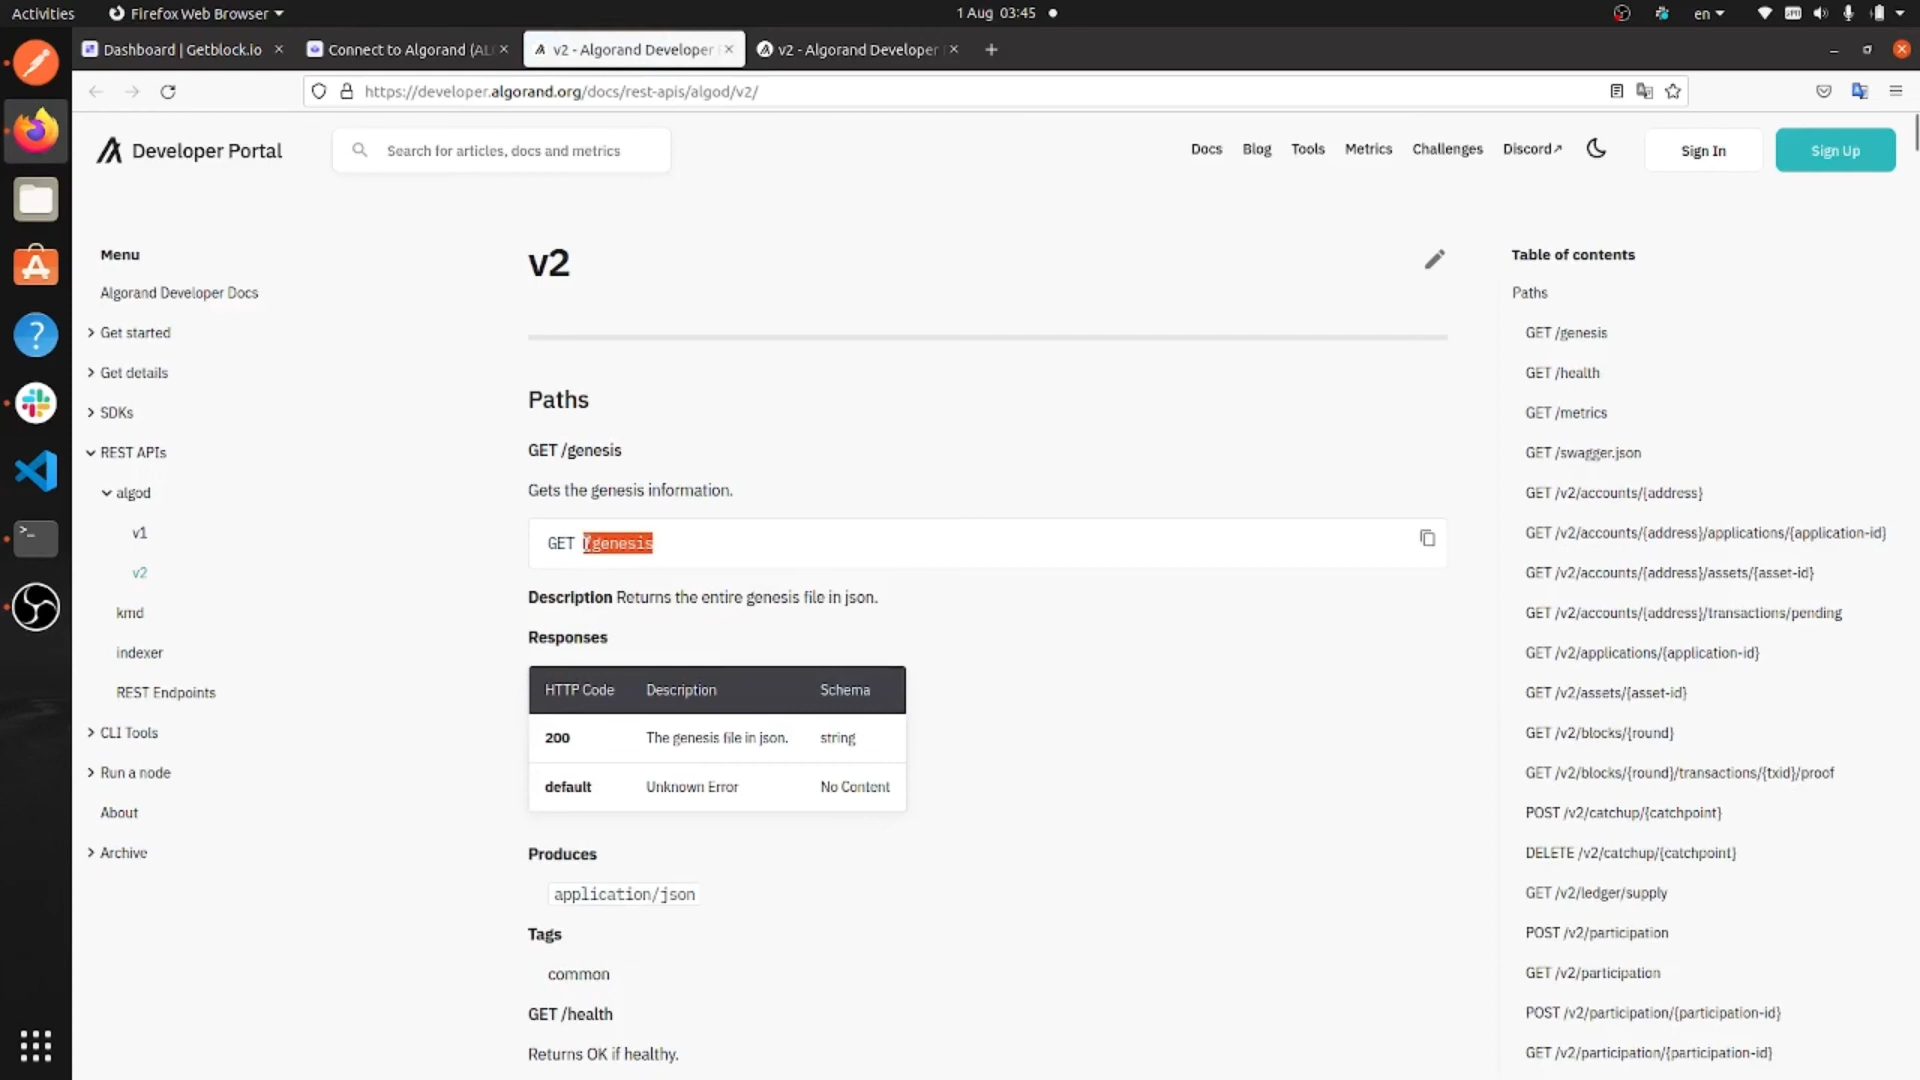 Activities
Firefox Web Browser
1 Aug 03:45
en
Dashboard | Getblock.io
Connect to Algorand (AL
v2 - Algorand Developer
v2 - Algorand Developer
https://developer.algorand.org/docs/rest-apis/algod/v2/
Developer Portal
Search for articles, docs and metrics
Docs
Blog
Tools
Metrics
Challenges
Discord↗
Sign In
Sign Up
Menu
Algorand Developer Docs
Get started
Get details
SDKs
REST APIs
algod
v1
v2
kmd
indexer
REST Endpoints
CLI Tools
Run a node
About
Archive
v2
Paths
GET /genesis
Gets the genesis information.
GET /genesis
Description Returns the entire genesis file in json.
Responses
HTTP Code Description Schema
200 The genesis file in json. string
default Unknown Error No Content
Produces
application/json
Tags
common
GET /health
Returns OK if healthy.
Table of contents
Paths
GET /genesis
GET /health
GET /metrics
GET /swagger.json
GET /v2/accounts/{address}
GET /v2/accounts/{address}/applications/{application-id}
GET /v2/accounts/{address}/assets/{asset-id}
GET /v2/accounts/{address}/transactions/pending
GET /v2/applications/{application-id}
GET /v2/assets/{asset-id}
GET /v2/blocks/{round}
GET /v2/blocks/{round}/transactions/{txid}/proof
POST /v2/catchup/{catchpoint}
DELETE /v2/catchup/{catchpoint}
GET /v2/ledger/supply
POST /v2/participation
GET /v2/participation
POST /v2/participation/{participation-id}
GET /v2/participation/{participation-id}